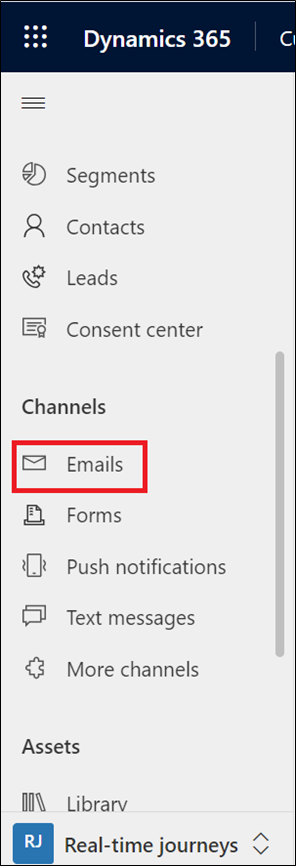 Dynamics 365
Segments
Contacts
Leads
Consent center
Channels
Emails
Forms
Push notifications
Text messages
More channels
Assets
Library
RJ Real-time journeys